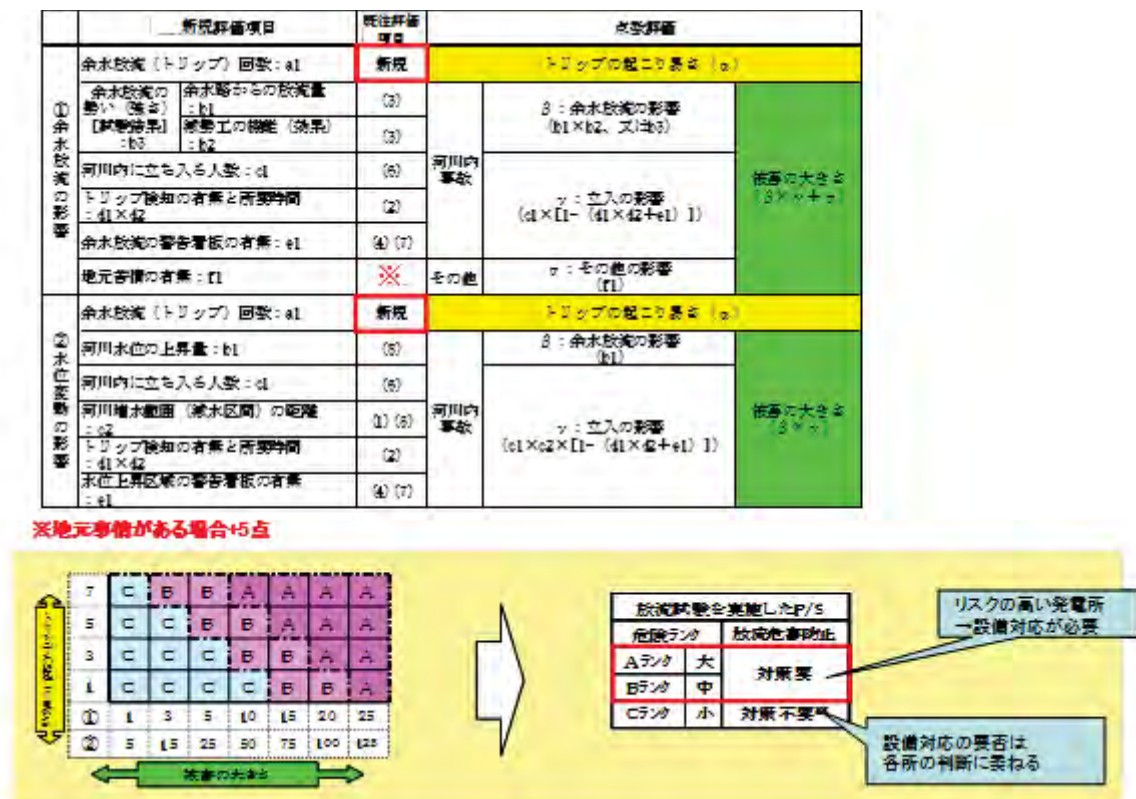 新規評価項目
既往評価
項目
点数評価
①余水放流の影響
余水放流（トリップ）回数：a1
新規
トリップの起こり易さ（α）
余水放流の
勢い（強さ）
[試験結果]
：b3
余水路からの放流量
：b1
(3)
減勢工の機能（効果）
：b2
(3)
河川内に立ち入る人数：c1
(6)
トリップ検知の有無と所要時間
：d1×d2
(2)
余水放流の警告看板の有無：e1
(4)(7)
地元苦情の有無：f1
※
河川内
事故
その他
β：余水放流の影響
(b1×b2、又はb3)
γ：立入の影響
(c1×[1-（d1×d2+e1）])
σ：その他の影響
(f1)
被害の大きさ
(β×γ+σ)
②水位変動の影響
余水放流（トリップ）回数：a1
新規
トリップの起こり易さ（α）
河川水位の上昇量：b1
(5)
河川内に立ち入る人数：c1
(6)
河川増水範囲（減水区間）の距離
：c2
(1)(8)
トリップ検知の有無と所要時間
：d1×d2
(2)
水位上昇区域の警告看板の有無
：e1
(4)(7)
河川内
事故
β：余水放流の影響
(b1)
γ：立入の影響
(c1×c2×[1-（d1×d2+e1）])
被害の大きさ
(β×γ)
※地元事情がある場合+5点
7 C B B A A A A
5 C C B B A A A
3 C C C B B A A
1 C C C C B B A
① 1 3 5 10 15 20 25
② 5 15 25 50 75 100 125
トリップの起こり易さ
被害の大きさ
放流試験を実施したP/S
危険ランク 放流危害防止
Aランク 大
対策 要
Bランク 中
Cランク 小 対策 不要
リスクの高い発電所
→設備対応が必要
設備対応の要否は
各所の判断に委ねる